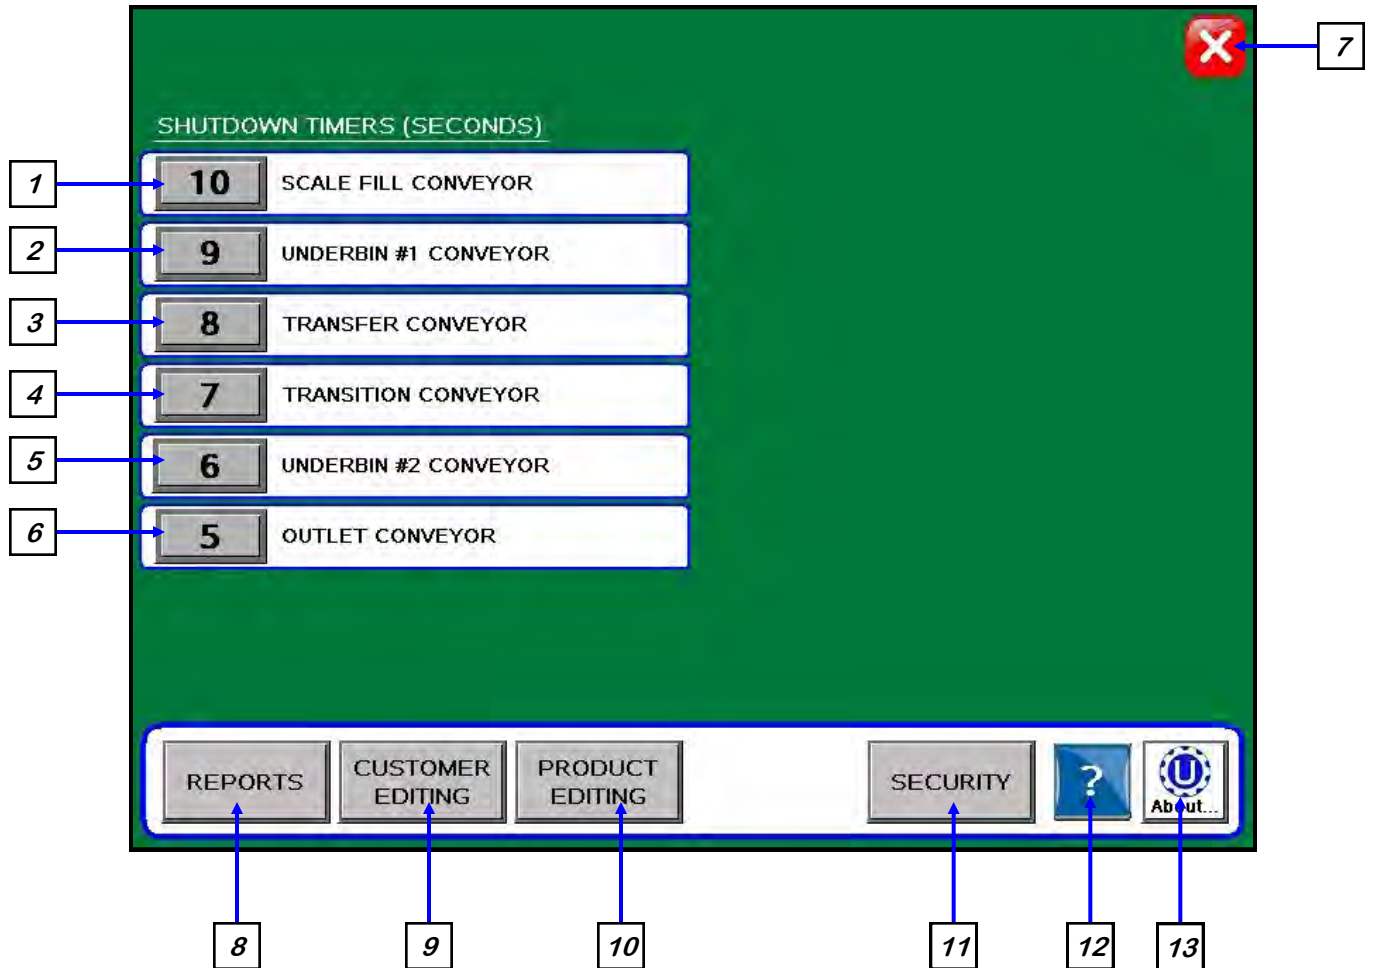 7
SHUTDOWN TIMERS (SECONDS)
1 10 SCALE FILL CONVEYOR
2 9 UNDERBIN #1 CONVEYOR
3 8 TRANSFER CONVEYOR
4 7 TRANSITION CONVEYOR
5 6 UNDERBIN #2 CONVEYOR
6 5 OUTLET CONVEYOR
REPORTS
CUSTOMER
EDITING
PRODUCT
EDITING
SECURITY
?
U
About...
8 9 10 11 12 13